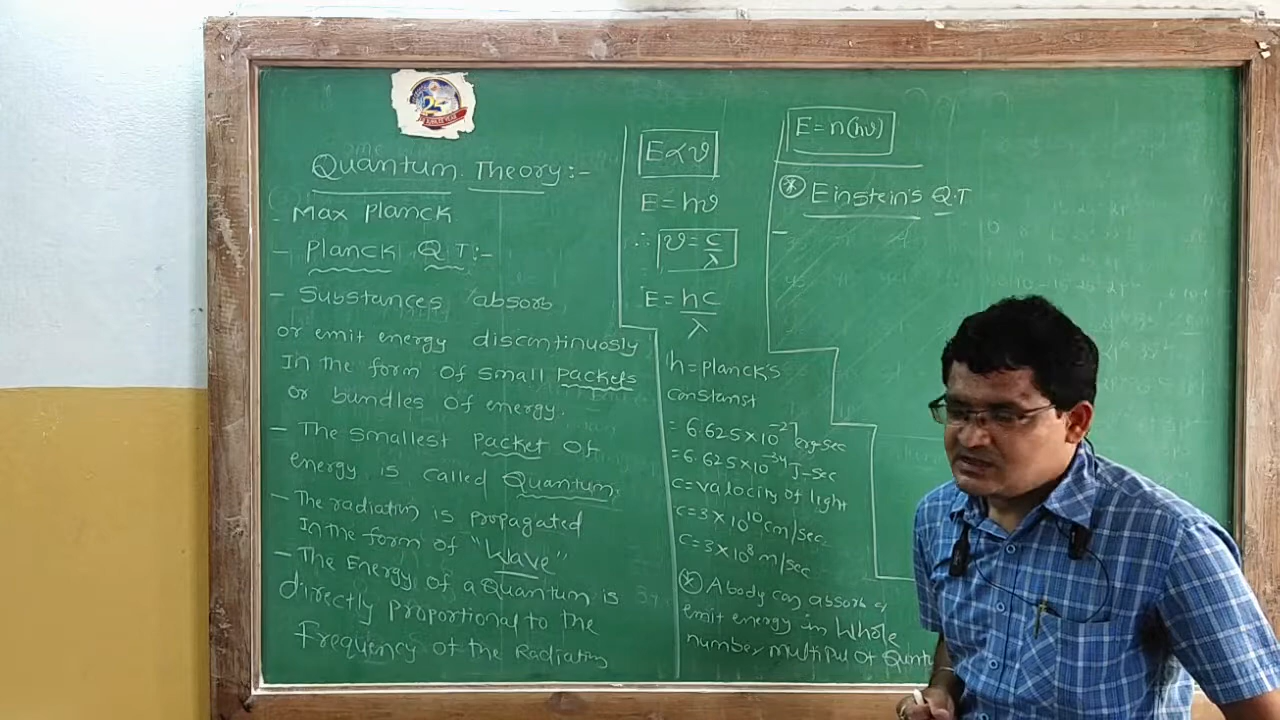 Quantum Theory:-
- Max Planck
- Planck Q.T:-
- Substances absorb
or emit energy discontinuosly
In the form of small Packets
or bundles of energy.
- The smallest Packet of
energy is called Quantum.
- The radiation is propagated
In the form of "Wave"
- The Energy of a Quantum is
directly Proportional to the
Frequency of the Radiation
E∝ν
E=hν
∴ ν=c/λ
E=hc/λ
h=Planck's
constanst
=6.625×10⁻²⁷ erg-sec
=6.625×10⁻³⁴ J-sec
c=valocity of light
c=3×10¹⁰ cm/sec
c=3×10⁸ m/sec
* A body can absorb or
emit energy in Whole
number multipul of
E=n(hν)
* Einstein's Q.T
-